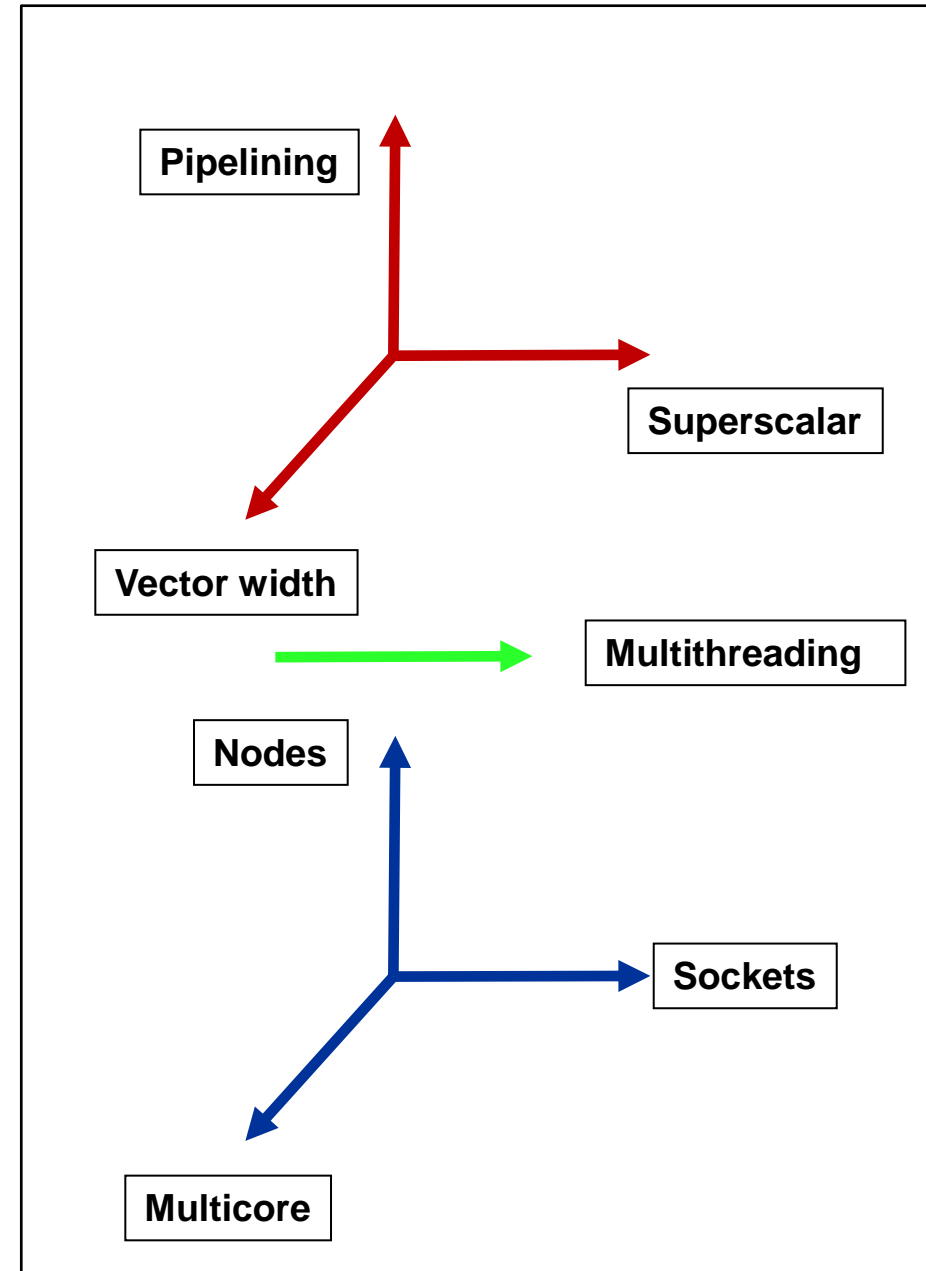 Pipelining
Superscalar
Vector width
Multithreading
Nodes
Sockets
Multicore